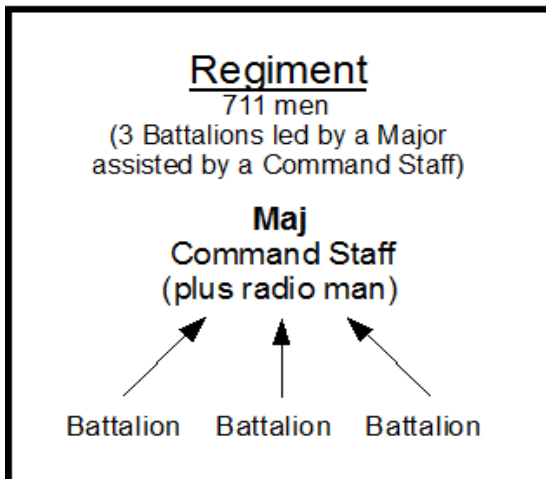 Regiment
711 men
(3 Battalions led by a Major
assisted by a Command Staff)
Maj
Command Staff
(plus radio man)
Battalion Battalion Battalion